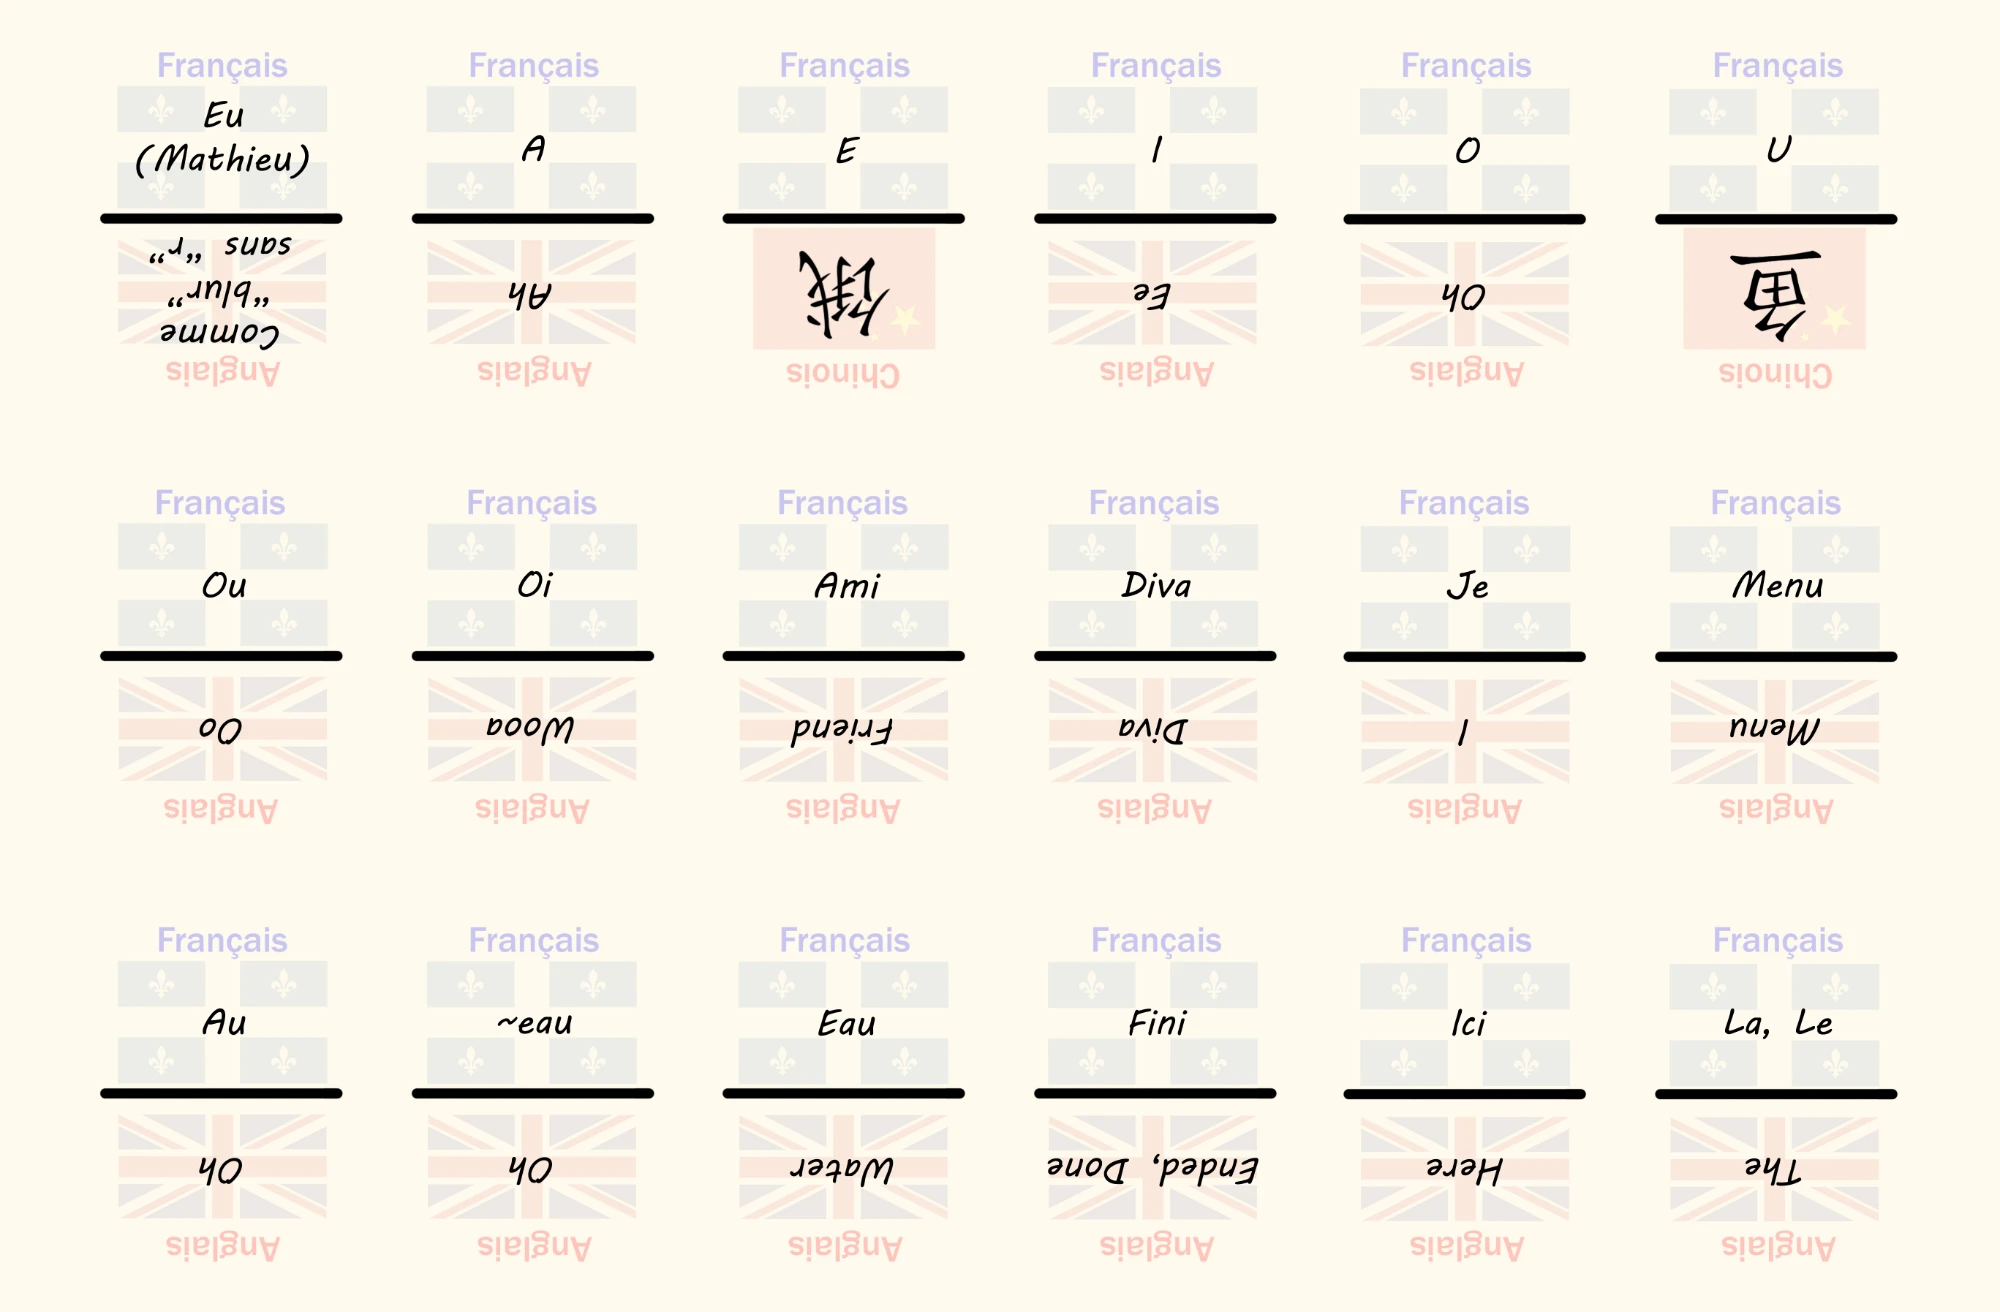 Français
Eu
(Mathieu)
Anglais
Comme
"blur"
sans "r"
Français
A
Anglais
Ah
Français
E
Chinois
饿
Français
I
Anglais
Ee
Français
O
Anglais
Oh
Français
U
Chinois
鱼
Français
Ou
Anglais
Oo
Français
Oi
Anglais
Wooa
Français
Ami
Anglais
Friend
Français
Diva
Anglais
Diva
Français
Je
Anglais
I
Français
Menu
Anglais
Menu
Français
Au
Anglais
Oh
Français
~eau
Anglais
Oh
Français
Eau
Anglais
Water
Français
Fini
Anglais
Ended, Done
Français
Ici
Anglais
Here
Français
La, Le
Anglais
The